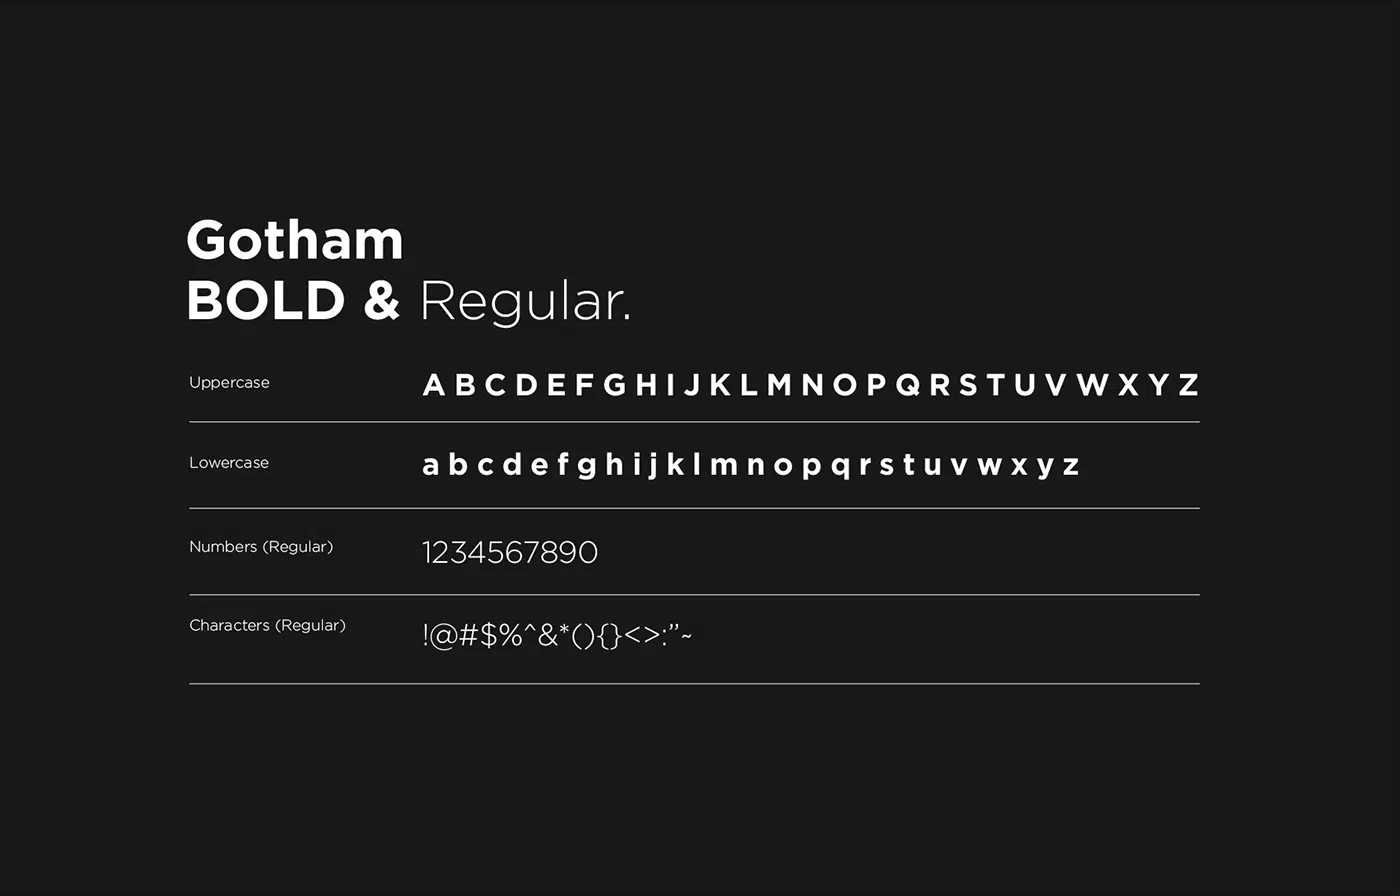 Gotham
BOLD & Regular.
Uppercase A B C D E F G H I J K L M N O P Q R S T U V W X Y Z
Lowercase a b c d e f g h i j k l m n o p q r s t u v w x y z
Numbers (Regular) 1234567890
Characters (Regular) !@#$%^&*(){}<>:”~